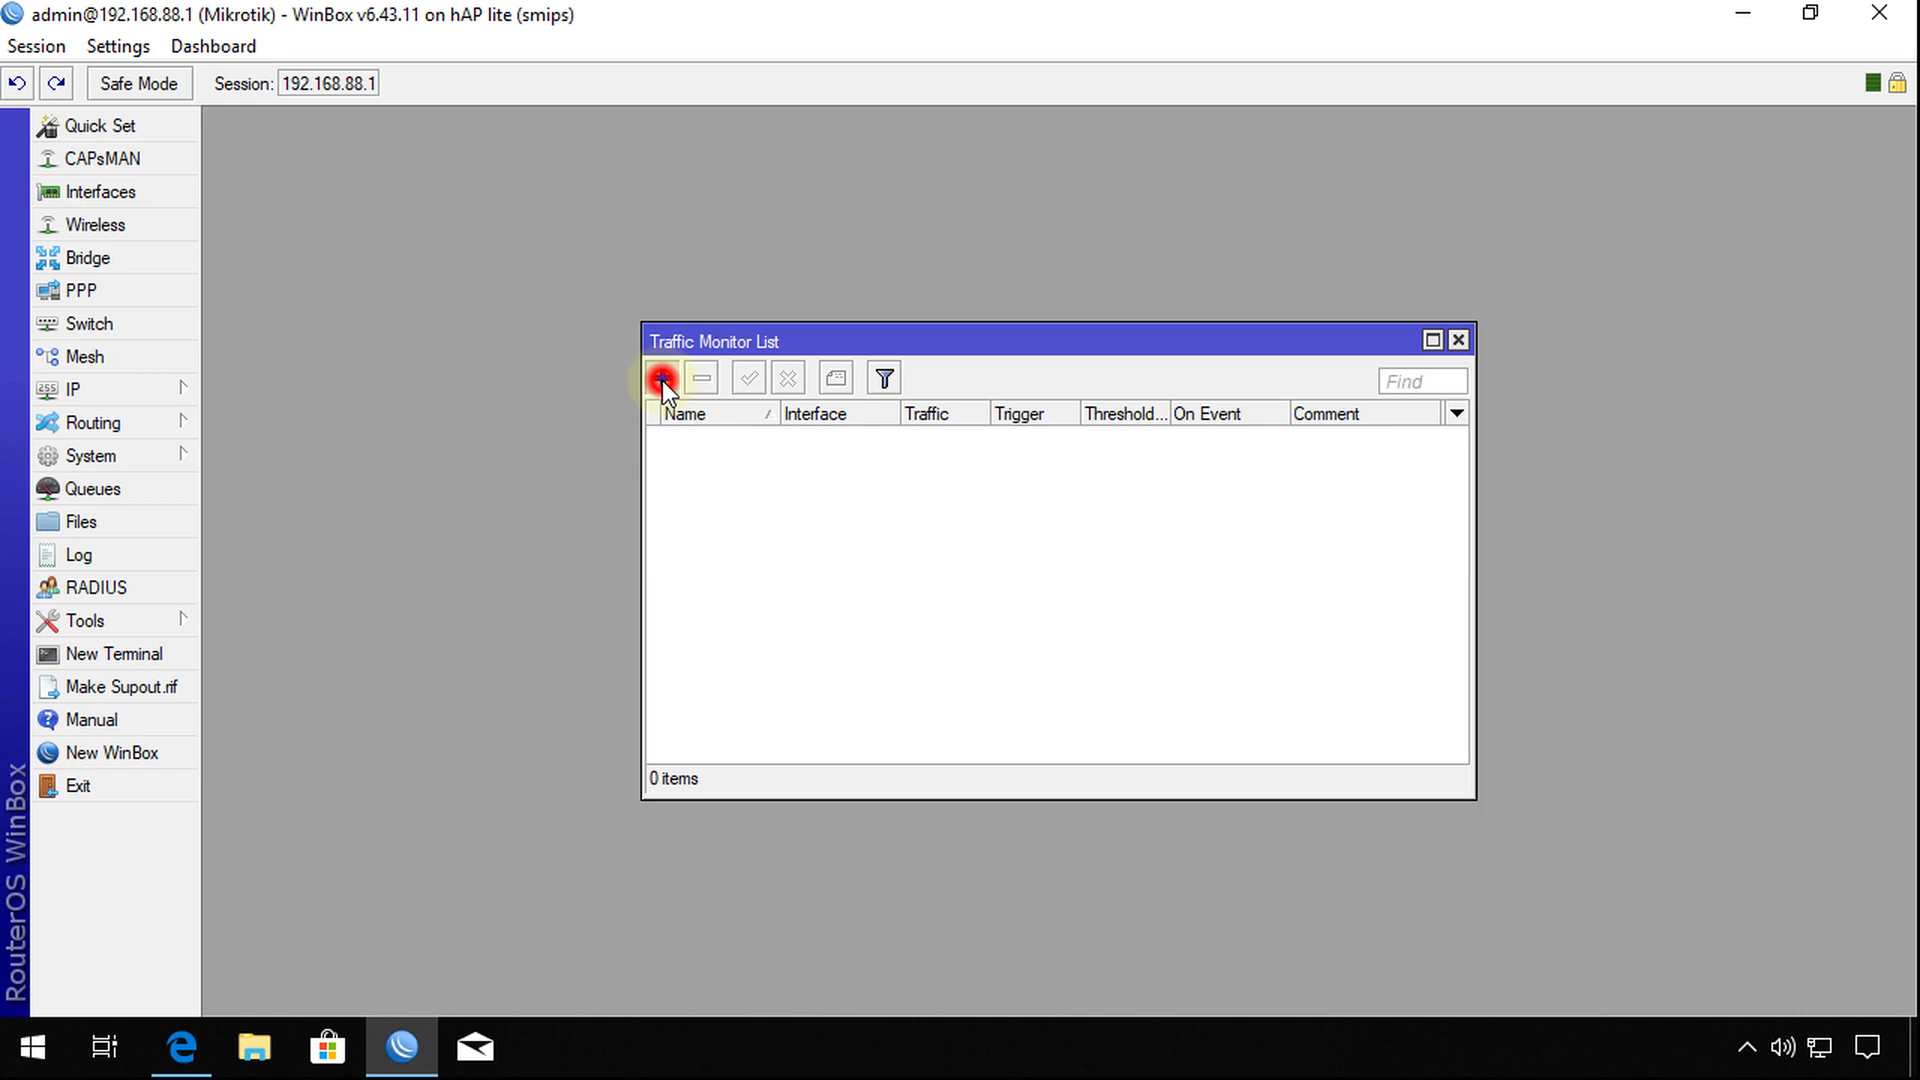 admin@192.168.88.1 (Mikrotik) - WinBox v6.43.11 on hAP lite (smips)
Session Settings Dashboard
Safe Mode Session: 192.168.88.1
Quick Set
CAPsMAN
Interfaces
Wireless
Bridge
PPP
Switch
Mesh
255 IP
Routing
System
Queues
Files
Log
RADIUS
Tools
New Terminal
Make Supout.rif
Manual
New WinBox
Exit
RouterOS WinBox
Traffic Monitor List
Find
Name Interface Traffic Trigger Threshold... On Event Comment
0 items